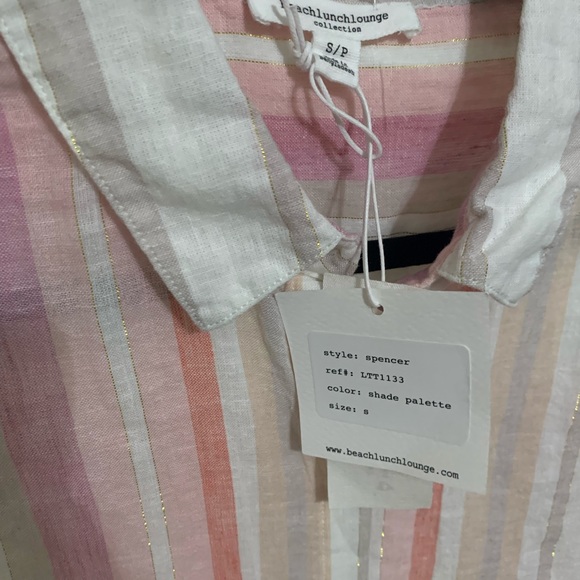 beachlunchlounge
collection
S/P
style: spencer
ref#: LTT1133
color: shade palette
size: s
www.beachlunchlounge.com